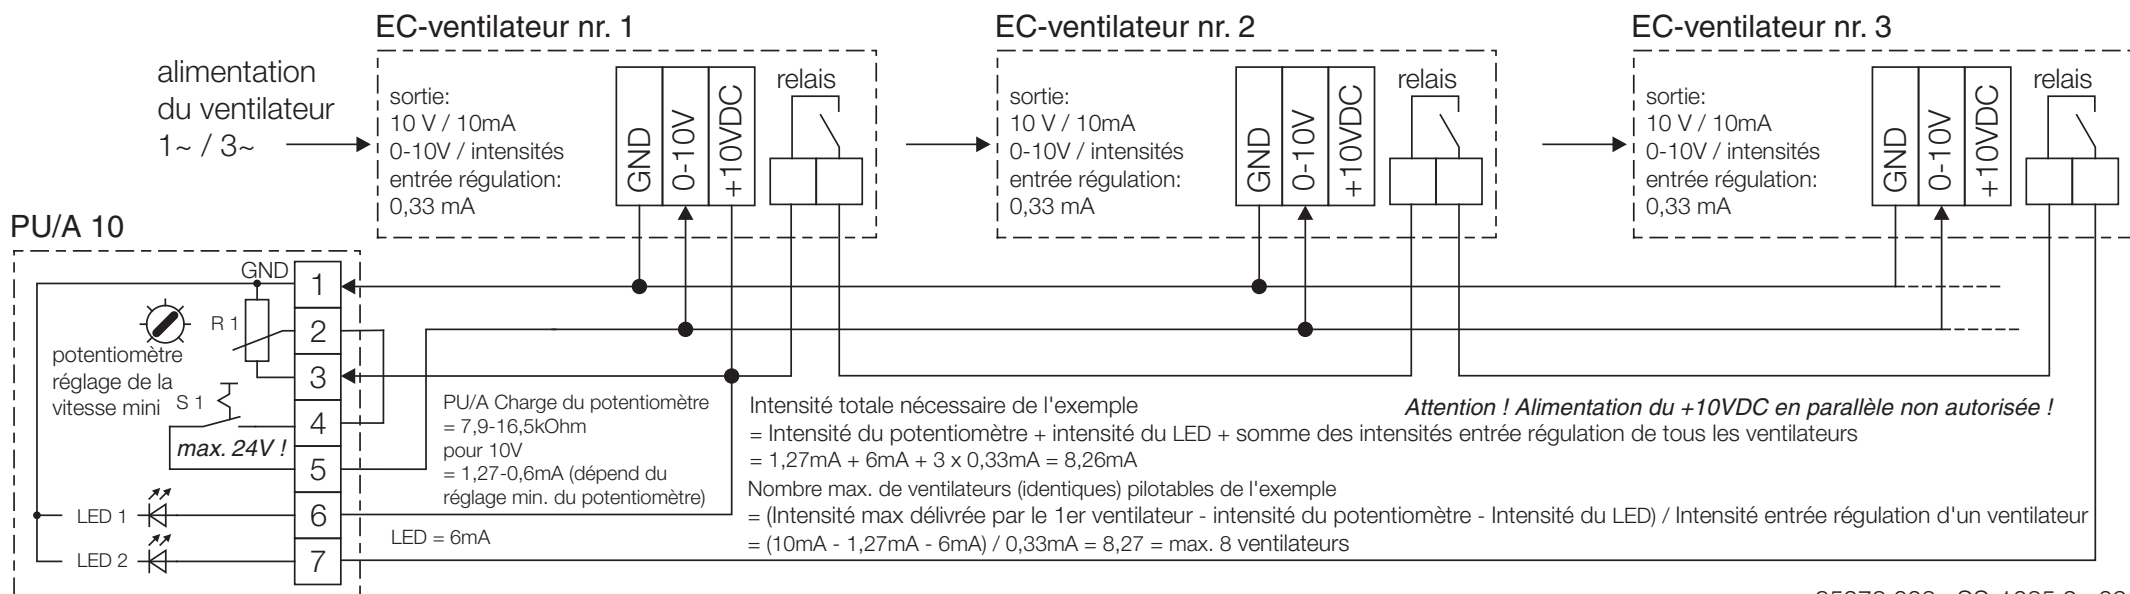 EC-ventilateur nr. 1
EC-ventilateur nr. 2
EC-ventilateur nr. 3
alimentation
du ventilateur
1~ / 3~
sortie:
10 V / 10mA
0-10V / intensités
entrée régulation:
0,33 mA
GND
0-10V
+10VDC
relais
sortie:
10 V / 10mA
0-10V / intensités
entrée régulation:
0,33 mA
GND
0-10V
+10VDC
relais
sortie:
10 V / 10mA
0-10V / intensités
entrée régulation:
0,33 mA
GND
0-10V
+10VDC
relais
PU/A 10
GND
1
R 1
2
potentiomètre
réglage de la
vitesse mini
3
S 1
4
max. 24V !
5
LED 1
6
LED 2
7
PU/A Charge du potentiomètre
= 7,9-16,5kOhm
pour 10V
= 1,27-0,6mA (dépend du
réglage min. du potentiomètre)
LED = 6mA
Intensité totale nécessaire de l'exemple
Attention ! Alimentation du +10VDC en parallèle non autorisée !
= Intensité du potentiomètre + intensité du LED + somme des intensités entrée régulation de tous les ventilateurs
= 1,27mA + 6mA + 3 x 0,33mA = 8,26mA
Nombre max. de ventilateurs (identiques) pilotables de l'exemple
= (Intensité max délivrée par le 1er ventilateur - intensité du potentiomètre - Intensité du LED) / Intensité entrée régulation d'un ventilateur
= (10mA - 1,27mA - 6mA) / 0,33mA = 8,27 = max. 8 ventilateurs